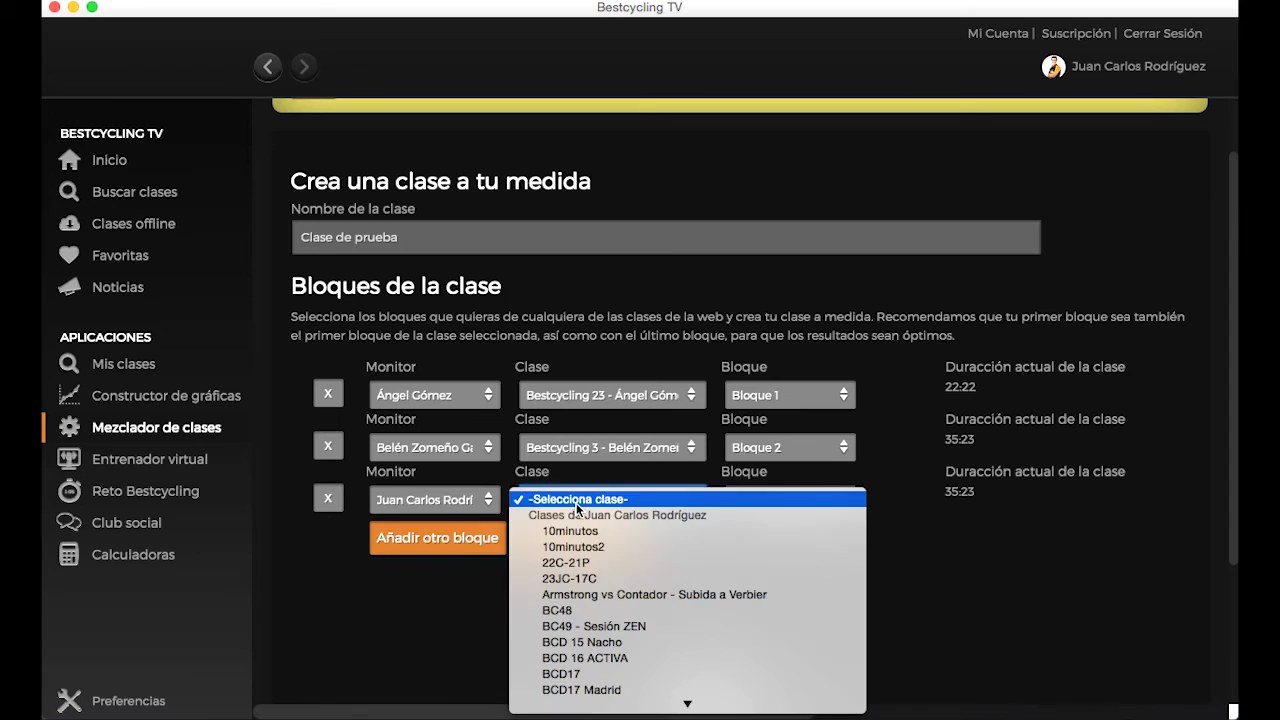 Bestcycling TV
Mi Cuenta | Suscripción | Cerrar Sesión
Juan Carlos Rodríguez
BESTCYCLING TV
Inicio
Buscar clases
Clases offline
Favoritas
Noticias
APLICACIONES
Mis clases
Constructor de gráficas
Mezclador de clases
Entrenador virtual
Reto Bestcycling
Club social
Calculadoras
Preferencias
Crea una clase a tu medida
Nombre de la clase
Clase de prueba
Bloques de la clase
Selecciona los bloques que quieras de cualquiera de las clases de la web y crea tu clase a medida. Recomendamos que tu primer bloque sea también
el primer bloque de la clase seleccionada, así como con el último bloque, para que los resultados sean óptimos.
Monitor Clase Bloque Duracción actual de la clase
X Ángel Gómez Bestcycling 23 - Ángel Góm Bloque 1 22:22
Monitor Clase Bloque Duracción actual de la clase
X Belén Zomeño Ga Bestcycling 3 - Belén Zomei Bloque 2 35:23
Monitor Clase Bloque Duracción actual de la clase
X Juan Carlos Rodrí 35:23
Añadir otro bloque
✓ -Selecciona clase-
Clases de Juan Carlos Rodríguez
10minutos
10minutos2
22C-21P
23JC-17C
Armstrong vs Contador - Subida a Verbier
BC48
BC49 - Sesión ZEN
BCD 15 Nacho
BCD 16 ACTIVA
BCD17
BCD17 Madrid